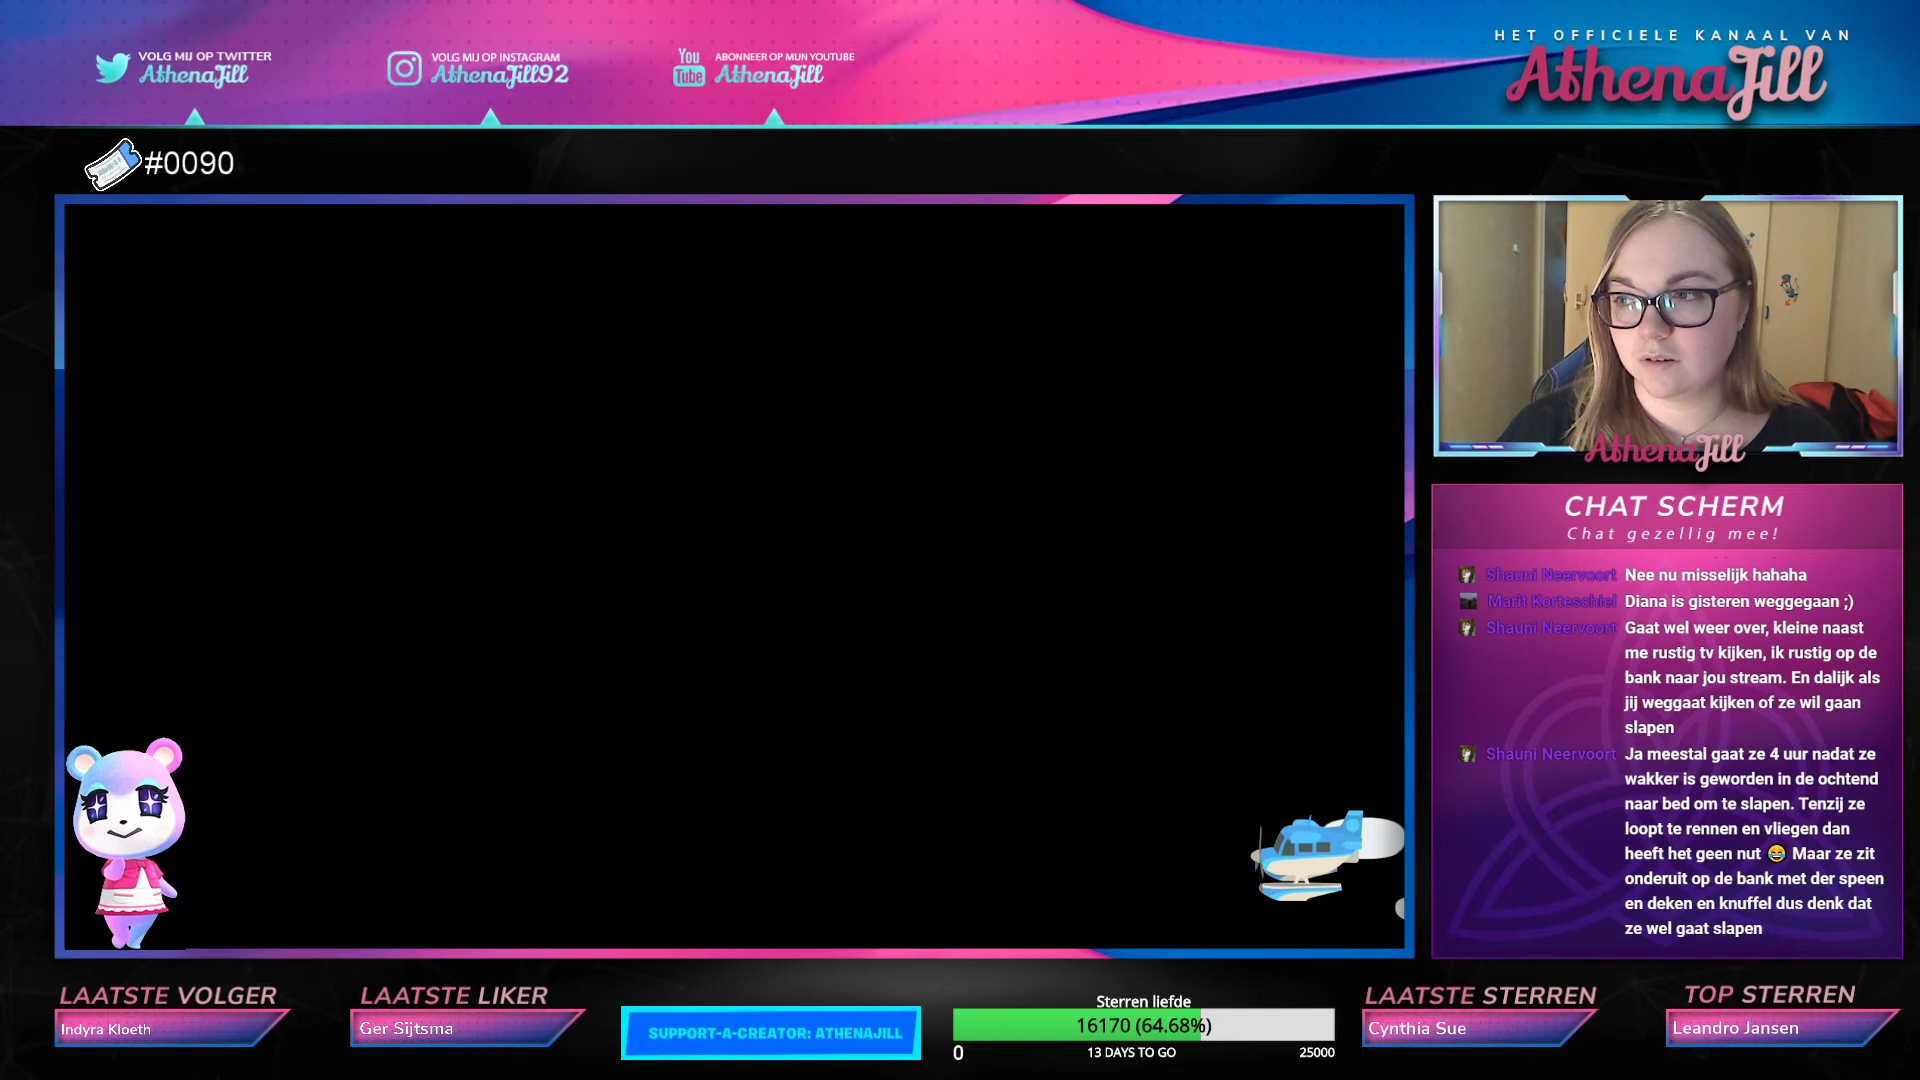 VOLG MIJ OP TWITTER
AthenaJill
VOLG MIJ OP INSTAGRAM
AthenaJill92
You
Tube
ABONNEER OP MIJN YOUTUBE
AthenaJill
HET OFFICIELE KANAAL VAN
AthenaJill
#0090
AthenaJill
CHAT SCHERM
Chat gezellig mee!
Shauni Neervoort Nee nu misselijk hahaha
Marit Korteschiel Diana is gisteren weggegaan ;)
Shauni Neervoort Gaat wel weer over, kleine naast
me rustig tv kijken, ik rustig op de
bank naar jou stream. En dalijk als
jij weggaat kijken of ze wil gaan
slapen
Shauni Neervoort Ja meestal gaat ze 4 uur nadat ze
wakker is geworden in de ochtend
naar bed om te slapen. Tenzij ze
loopt te rennen en vliegen dan
heeft het geen nut 😂 Maar ze zit
onderuit op de bank met der speen
en deken en knuffel dus denk dat
ze wel gaat slapen
LAATSTE VOLGER
Indyra Kloeth
LAATSTE LIKER
Ger Sijtsma
SUPPORT-A-CREATOR: ATHENAJILL
Sterren liefde
16170 (64.68%)
0
13 DAYS TO GO
25000
LAATSTE STERREN
Cynthia Sue
TOP STERREN
Leandro Jansen